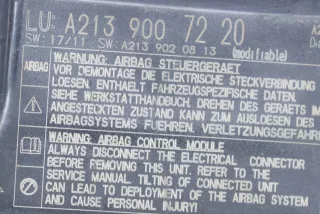 LU: A213 900 72 20
SW: 17/11 SW: A213 902 08 13 (modifiable)
AIRBAG WARNUNG: AIRBAG STEUERGERAET
VOR DEMONTAGE DIE ELEKTRISCHE STECKVERBINDUNG
LOESEN, ENTHAELT FAHRZEUGSPEZIFISCHE DATEN.
SIEHE WERKSTATTHANDBUCH. DREHEN DES GERAETS IM
ANGESTECKTEN ZUSTAND KANN ZUM AUSLOESEN DES
AIRBAGSYSTEMS FUEHREN. VERLETZUNGSGEFAHR
WARNING: AIRBAG CONTROL MODULE
ALWAYS DISCONNECT THE ELECTRICAL CONNECTOR
BEFORE REMOVING THIS UNIT. REFER TO THE
SERVICE MANUAL. TILTING OF CONNECTED UNIT
CAN LEAD TO DEPLOYMENT OF THE AIRBAG SYSTEM
AND CAUSE PERSONAL INJURY!